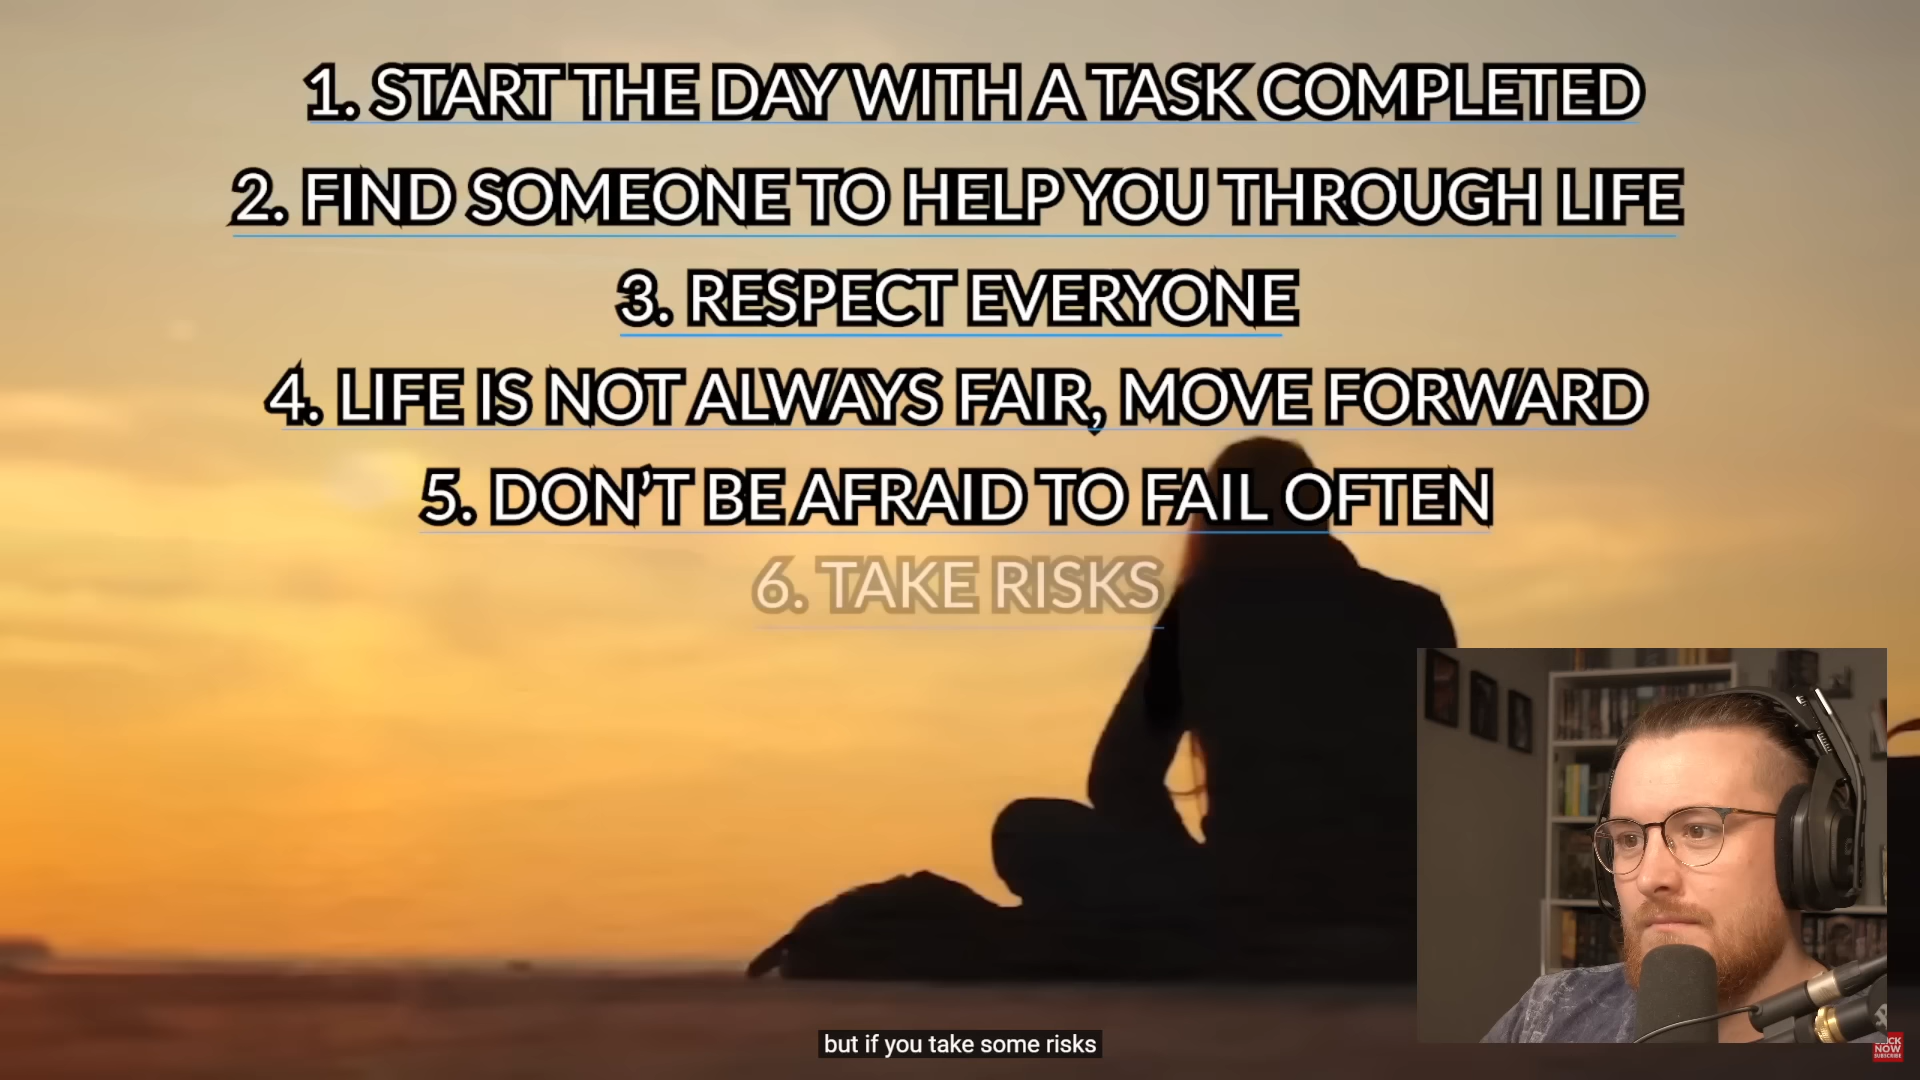 1. START THE DAY WITH A TASK COMPLETED
2. FIND SOMEONE TO HELP YOU THROUGH LIFE
3. RESPECT EVERYONE
4. LIFE IS NOT ALWAYS FAIR, MOVE FORWARD
5. DON'T BE AFRAID TO FAIL OFTEN
6. TAKE RISKS
but if you take some risks
NOW
SUBSCRIBE